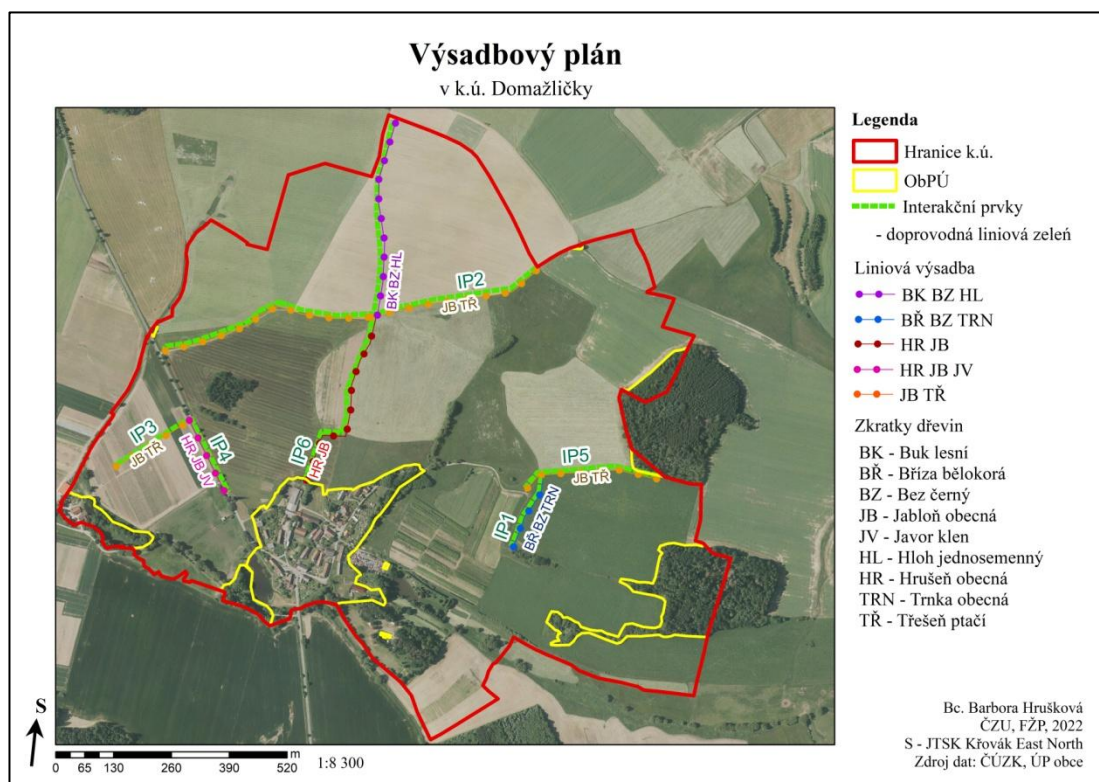 Výsadbový plán
v k.ú. Domažličky
IP2
JB TŘ
BK BZ HL
IP3
JB TŘ
IP4
HR JB JV
IP6
HR JB
IP5
JB TŘ
IP1
BŘ BZ TRN
Legenda
Hranice k.ú.
ObPÚ
Interakční prvky
- doprovodná liniová zeleń
Liniová výsadba
BK BZ HL
BŘ BZ TRN
HR JB
HR JB JV
JB TŘ
Zkratky dřevin
BK - Buk lesní
BŘ - Bříza bělokorá
BZ - Bez černý
JB - Jabloň obecná
JV - Javor klen
HL - Hloh jednosemenný
HR - Hrušeň obecná
TRN - Trnka obecná
TŘ - Třešeň ptačí
S
m
0 65 130 260 390 520
1:8 300
Bc. Barbora Hrušková
ČZU, FŽP, 2022
S - JTSK Křovák East North
Zdroj dat: ČÚZK, ÚP obce